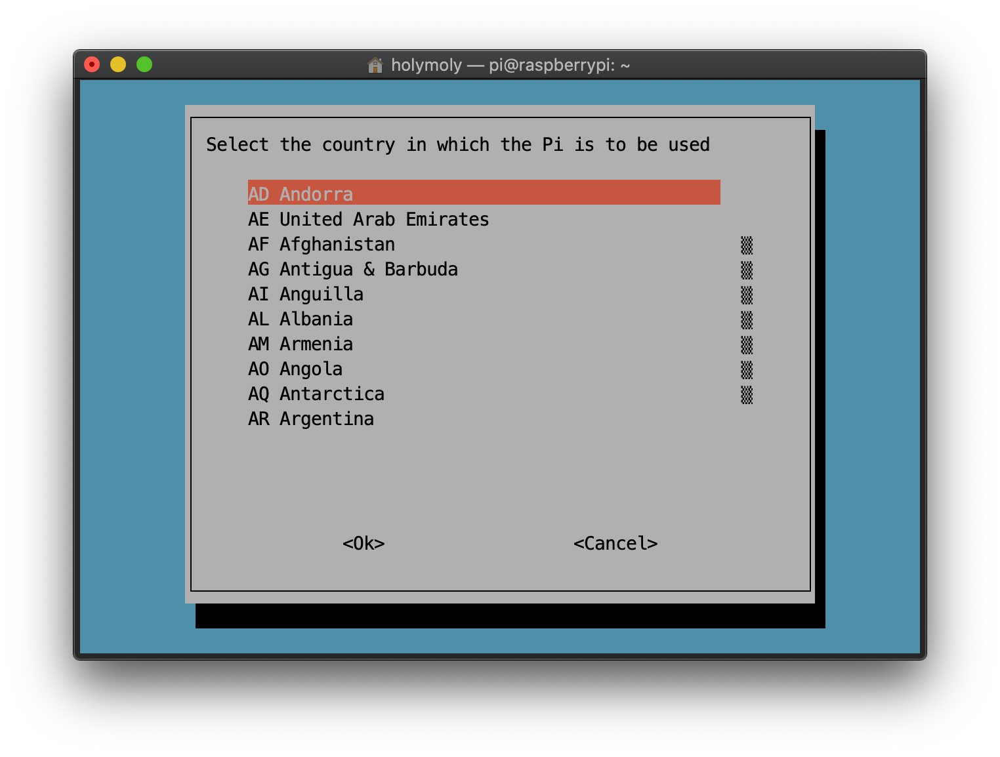 holymoly — pi@raspberrypi: ~
Select the country in which the Pi is to be used
AD Andorra
AE United Arab Emirates
AF Afghanistan
AG Antigua & Barbuda
AI Anguilla
AL Albania
AM Armenia
AO Angola
AQ Antarctica
AR Argentina
<Ok> <Cancel>